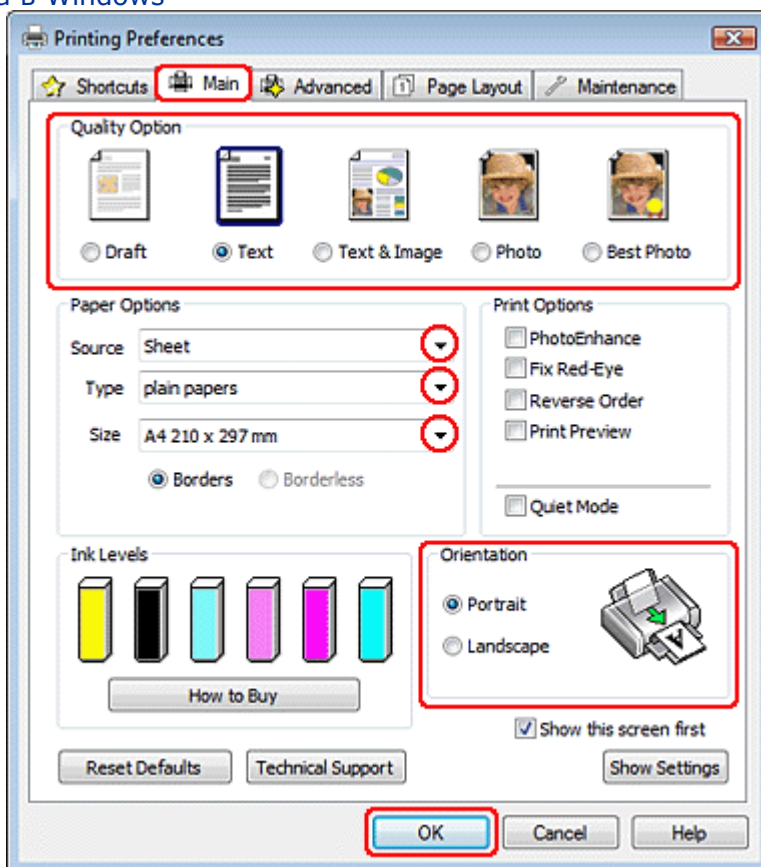 в Windows
Printing Preferences
Shortcuts Main Advanced 1 Page Layout Maintenance
Quality Option
Draft Text Text & Image Photo Best Photo
Paper Options
Source Sheet
Type plain papers
Size A4 210 x 297 mm
Borders Borderless
Print Options
PhotoEnhance
Fix Red-Eye
Reverse Order
Print Preview
Quiet Mode
Ink Levels
How to Buy
Orientation
Portrait
Landscape
A
Show this screen first
Reset Defaults Technical Support Show Settings
OK Cancel Help